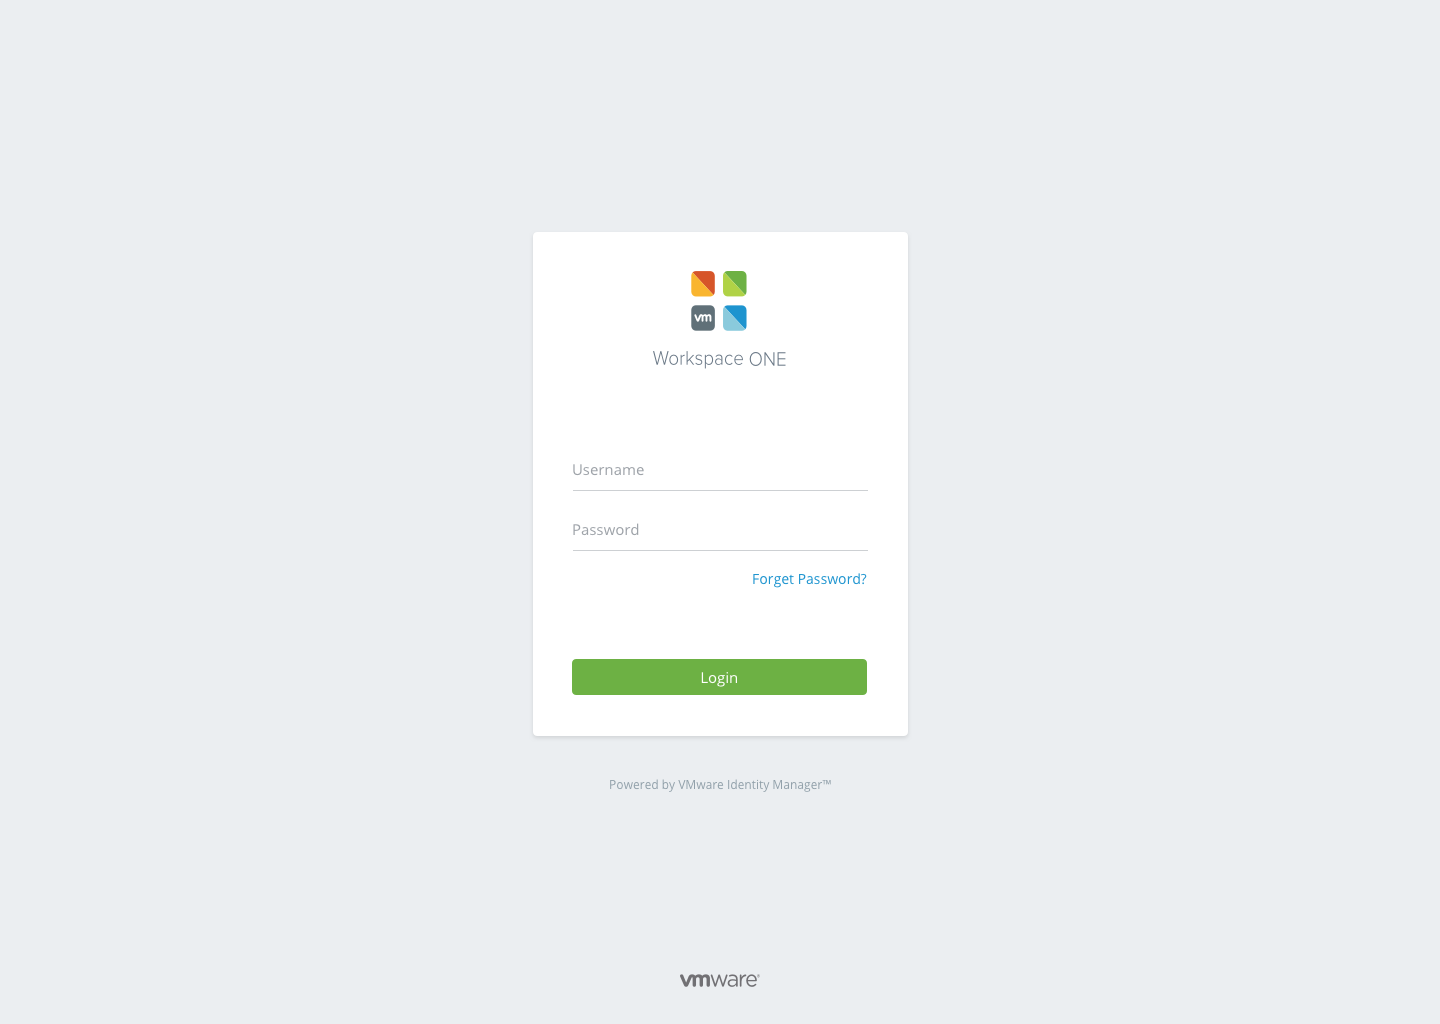 vm
Workspace ONE
Username
Password
Forget Password?
Login
Powered by VMware Identity Manager™
vmware®